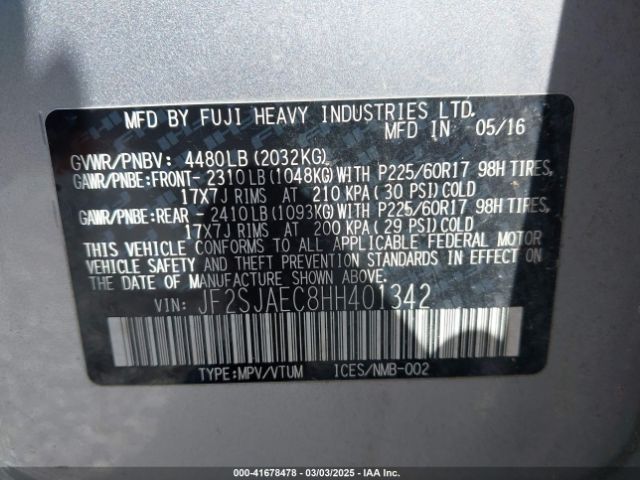 MFD BY FUJI HEAVY INDUSTRIES LTD.
MFD IN 05/16
GVWR/PNBV: 4480LB(2032KG)
GAWR/PNBE:FRONT-2310LB(1048KG)WITH P225/60R17 98H TIRES,
17X7J RIMS AT 210 KPA(30 PSI)COLD
GAWR/PNBE:REAR -2410LB(1093KG)WITH P225/60R17 98H TIRES,
17X7J RIMS AT 200 KPA(29 PSI)COLD
THIS VEHICLE CONFORMS TO ALL APPLICABLE FEDERAL MOTOR
VEHICLE SAFETY AND THEFT PREVENTION STANDARDS IN EFFECT ON
THE DATE OF MANUFACTURE SHOWN ABOVE.
VIN: JF2SJAEC8HH401342
TYPE:MPV/VTUM ICES/NMB-002
000-41678478 - 03/03/2025 - IAA, Inc.